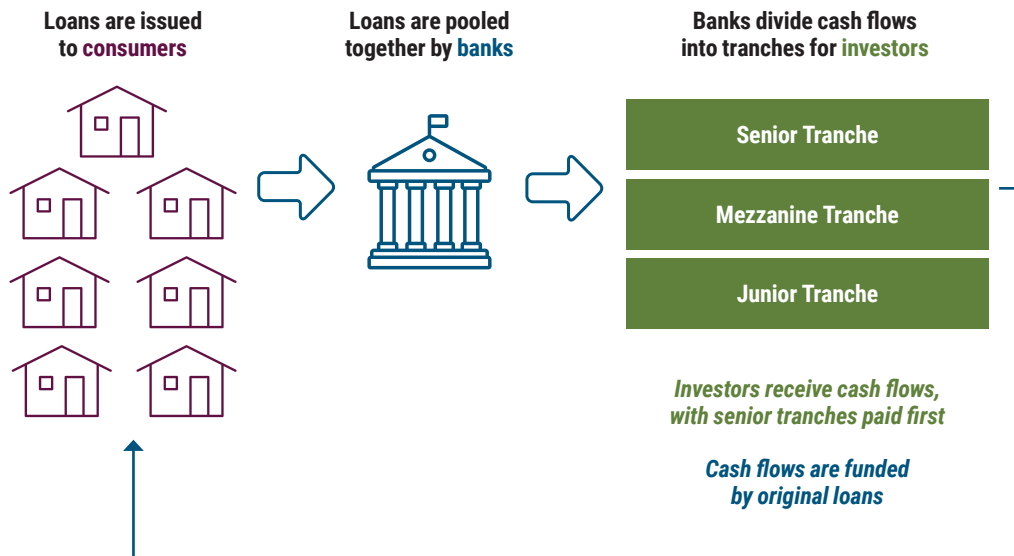 Loans are issued
to consumers
Loans are pooled
together by banks
Banks divide cash flows
into tranches for investors
Senior Tranche
Mezzanine Tranche
Junior Tranche
Investors receive cash flows,
with senior tranches paid first
Cash flows are funded
by original loans